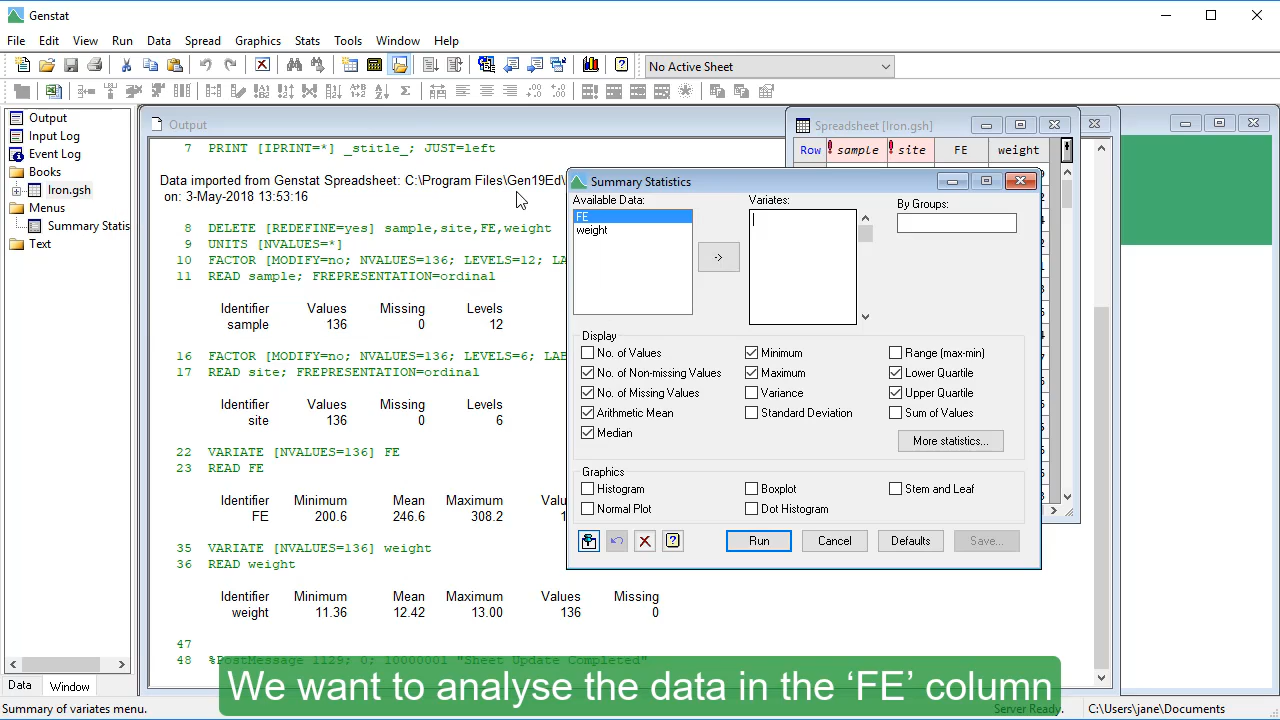 Genstat
File Edit View Run Data Spread Graphics Stats Tools Window Help
No Active Sheet
Output
Input Log
Event Log
Books
Iron.gsh
Menus
Summary Statis
Text
Data Window
Output
7 PRINT [IPRINT=*] _stitle_; JUST=left
Data imported from Genstat Spreadsheet: C:\Program Files\Gen19Ed\
on: 3-May-2018 13:53:16
8 DELETE [REDEFINE=yes] sample,site,FE,weight
9 UNITS [NVALUES=*]
10 FACTOR [MODIFY=no; NVALUES=136; LEVELS=12; L
11 READ sample; FREPRESENTATION=ordinal
Identifier Values Missing Levels
sample 136 0 12
16 FACTOR [MODIFY=no; NVALUES=136; LEVELS=6; LA
17 READ site; FREPRESENTATION=ordinal
Identifier Values Missing Levels
site 136 0 6
22 VARIATE [NVALUES=136] FE
23 READ FE
Identifier Minimum Mean Maximum Valu
FE 200.6 246.6 308.2 1
35 VARIATE [NVALUES=136] weight
36 READ weight
Identifier Minimum Mean Maximum Values Missing
weight 11.36 12.42 13.00 136 0
47
48 %PostMessage 1129; 0; 10000001 "Sheet Update Completed"
Spreadsheet [Iron.gsh]
Row ! sample ! site FE weight
Summary Statistics
Available Data: Variates: By Groups:
FE
weight
->
Display
No. of Values Minimum Range (max-min)
No. of Non-missing Values Maximum Lower Quartile
No. of Missing Values Variance Upper Quartile
Arithmetic Mean Standard Deviation Sum of Values
Median More statistics...
Graphics
Histogram Boxplot Stem and Leaf
Normal Plot Dot Histogram
Run Cancel Defaults Save...
We want to analyse the data in the ‘FE’ column
Summary of variates menu. Server Ready. C:\Users\jane\Documents